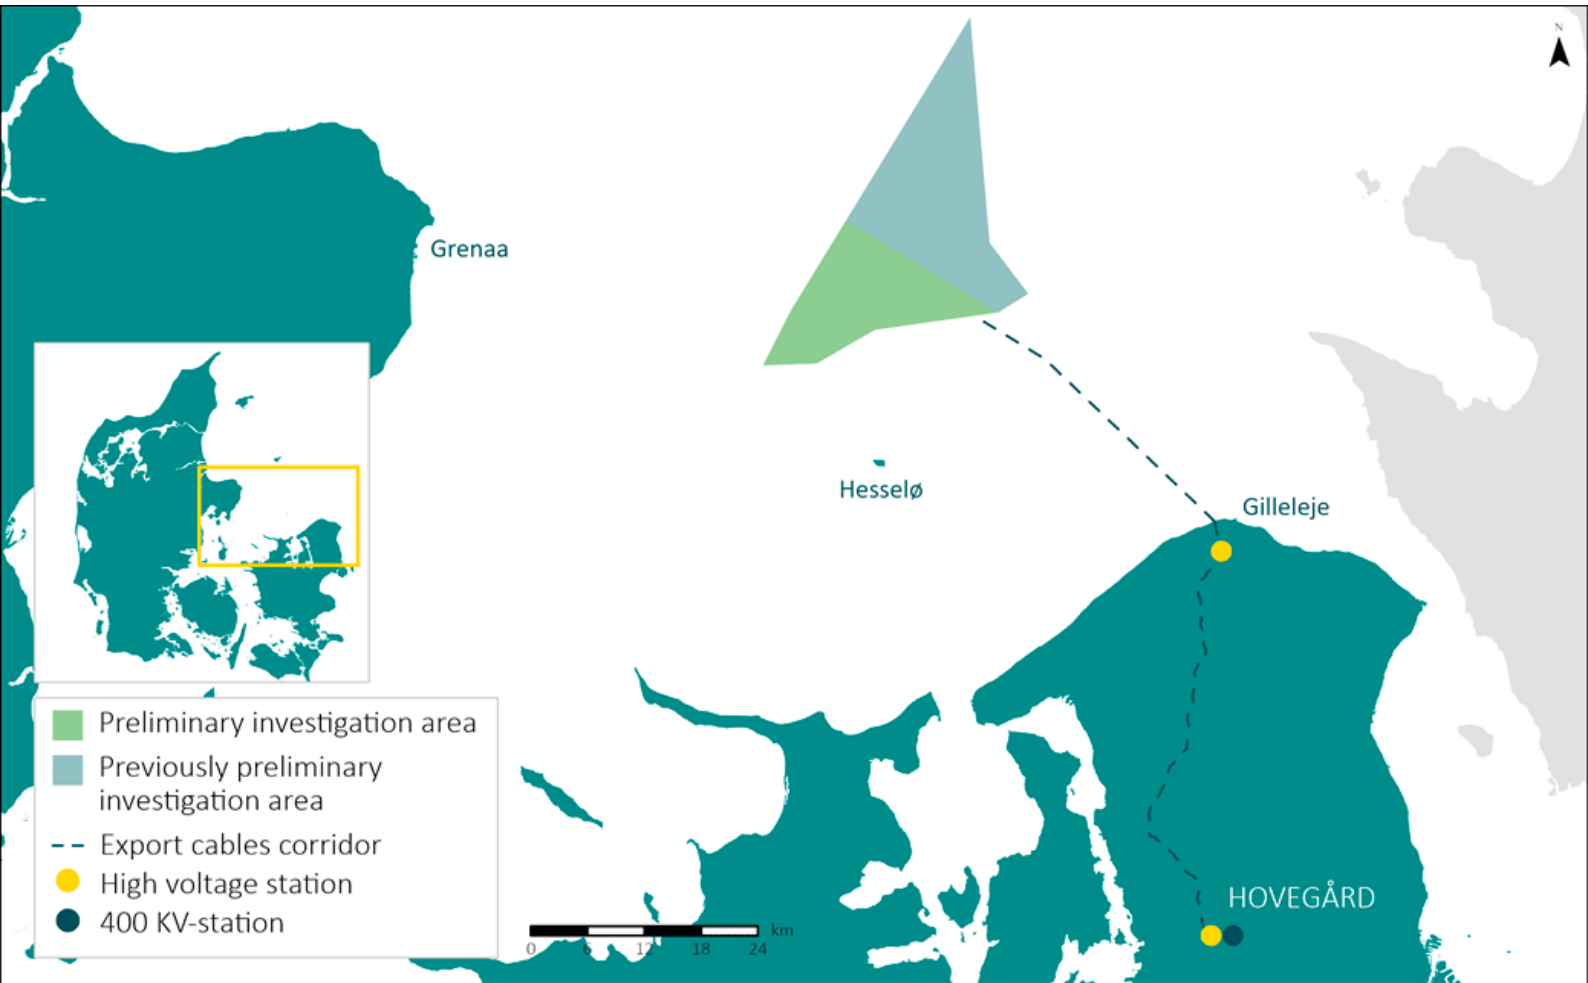 N
Grenaa
Hesselø
Gilleleje
Preliminary investigation area
Previously preliminary
investigation area
Export cables corridor
High voltage station
400 KV-station
HOVEGÅRD
km
0 6 12 18 24